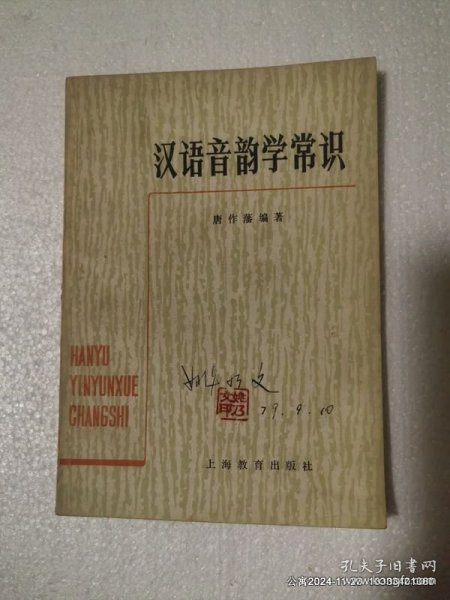 汉语音韵学常识
唐作藩编著
HANYU
YINYUNXUE
CHANGSHI
79.9.10
上海教育出版社
孔夫子旧书网